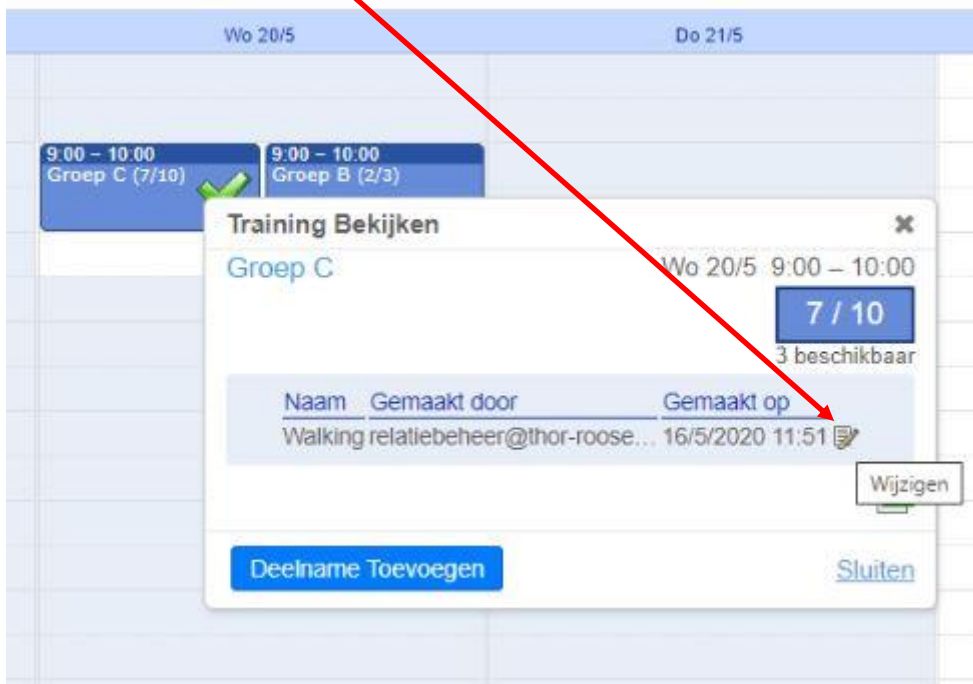 Wo 20/5 Do 21/5
9:00 – 10:00 9:00 – 10:00
Groep C (7/10) Groep B (2/3)
Training Bekijken
Groep C Wo 20/5 9:00 – 10:00
7 / 10
3 beschikbaar
Naam Gemaakt door Gemaakt op
Walking relatiebeheer@thor-roose... 16/5/2020 11:51
Wijzigen
Deelname Toevoegen Sluiten